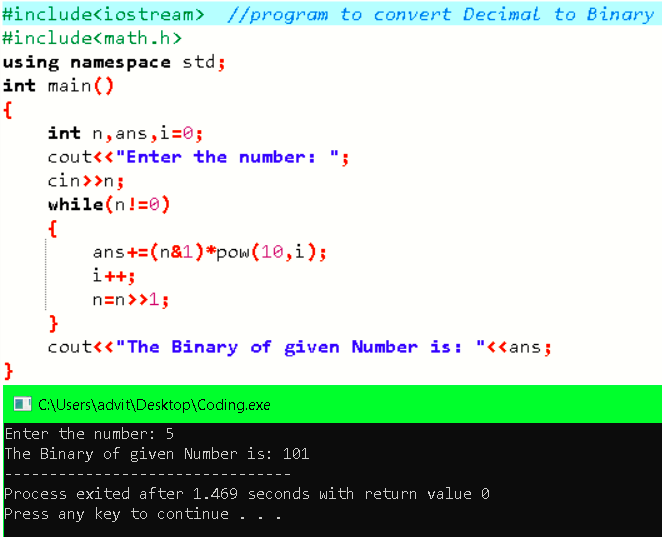 #include<iostream>  //program to convert Decimal to Binary
#include<math.h>
using namespace std;
int main()
{
    int n,ans,i=0;
    cout<<"Enter the number: ";
    cin>>n;
    while(n!=0)
    {
        ans+=(n&1)*pow(10,i);
        i++;
        n=n>>1;
    }
    cout<<"The Binary of given Number is: "<<ans;
}
C:\Users\advit\Desktop\Coding.exe
Enter the number: 5
The Binary of given Number is: 101
--------------------------------
Process exited after 1.469 seconds with return value 0
Press any key to continue . . .